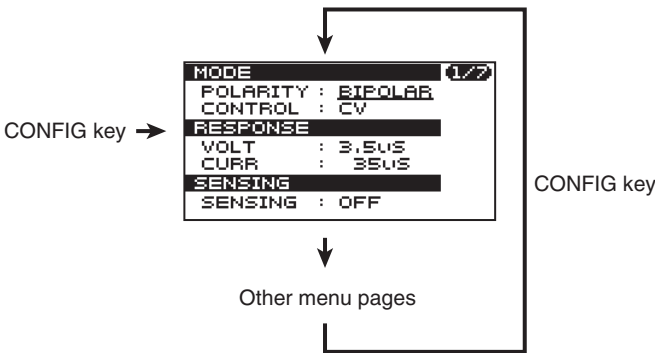 MODE (1/7)
POLARITY : BIPOLAR
CONTROL : CV
CONFIG key
RESPONSE
VOLT : 3.5uS
CURR : 35uS
SENSING
SENSING : OFF
CONFIG key
Other menu pages